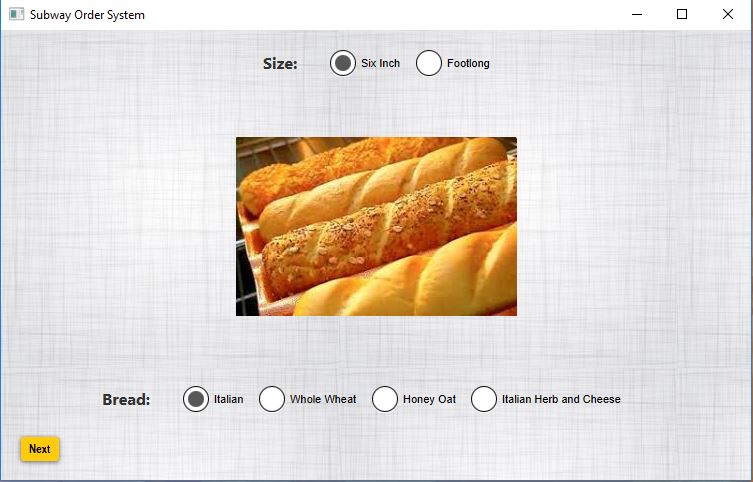 Subway Order System
Size: Six Inch Footlong
Bread: Italian Whole Wheat Honey Oat Italian Herb and Cheese
Next